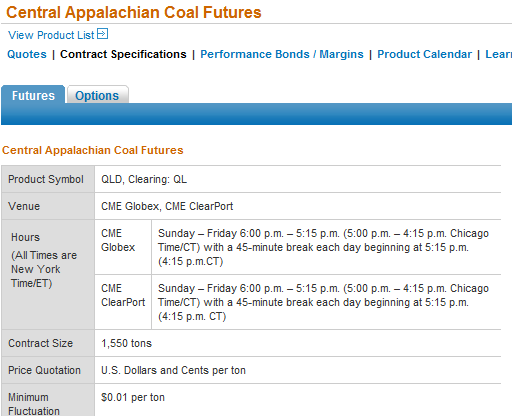 Central Appalachian Coal Futures
View Product List
Quotes | Contract Specifications | Performance Bonds / Margins | Product Calendar | Lear
Futures
Options
Central Appalachian Coal Futures
Product Symbol
QLD, Clearing: QL
Venue
CME Globex, CME ClearPort
Hours
(All Times are
New York
Time/ET)
CME
Globex
Sunday – Friday 6:00 p.m. – 5:15 p.m. (5:00 p.m. – 4:15 p.m. Chicago
Time/CT) with a 45-minute break each day beginning at 5:15 p.m.
(4:15 p.m.CT)
CME
ClearPort
Sunday – Friday 6:00 p.m. – 5:15 p.m. (5:00 p.m. – 4:15 p.m. Chicago
Time/CT) with a 45-minute break each day beginning at 5:15 p.m.
(4:15 p.m. CT)
Contract Size
1,550 tons
Price Quotation
U.S. Dollars and Cents per ton
Minimum
Fluctuation
$0.01 per ton